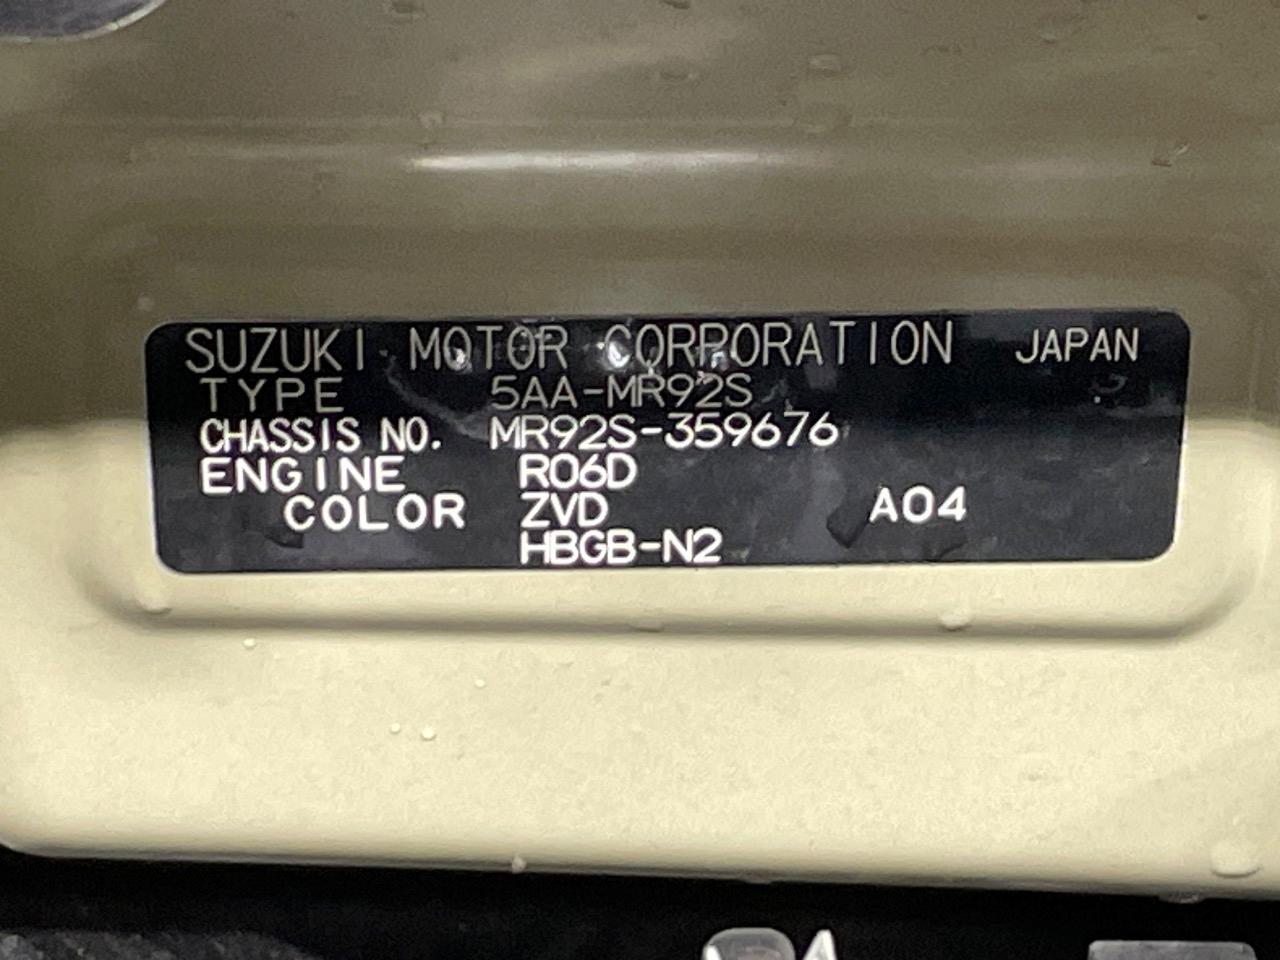 SUZUKI MOTOR CORPORATION JAPAN
TYPE 5AA-MR92S
CHASSIS NO. MR92S-359676
ENGINE R06D
COLOR ZVD A04
HBGB-N2